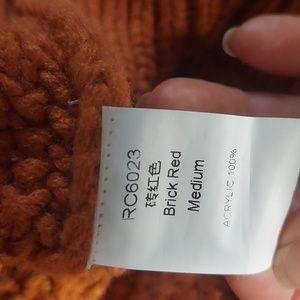 RC6023
砖红色
Brick Red
Medium
ACRYLIC 100%